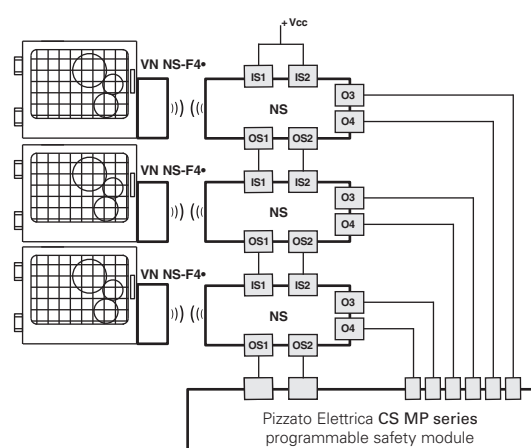 + Vcc
VN NS-F4•
IS1 IS2
O3
NS
O4
OS1 OS2
VN NS-F4•
IS1 IS2
O3
NS
O4
OS1 OS2
VN NS-F4•
IS1 IS2
O3
NS
O4
OS1 OS2
Pizzato Elettrica CS MP series
programmable safety module